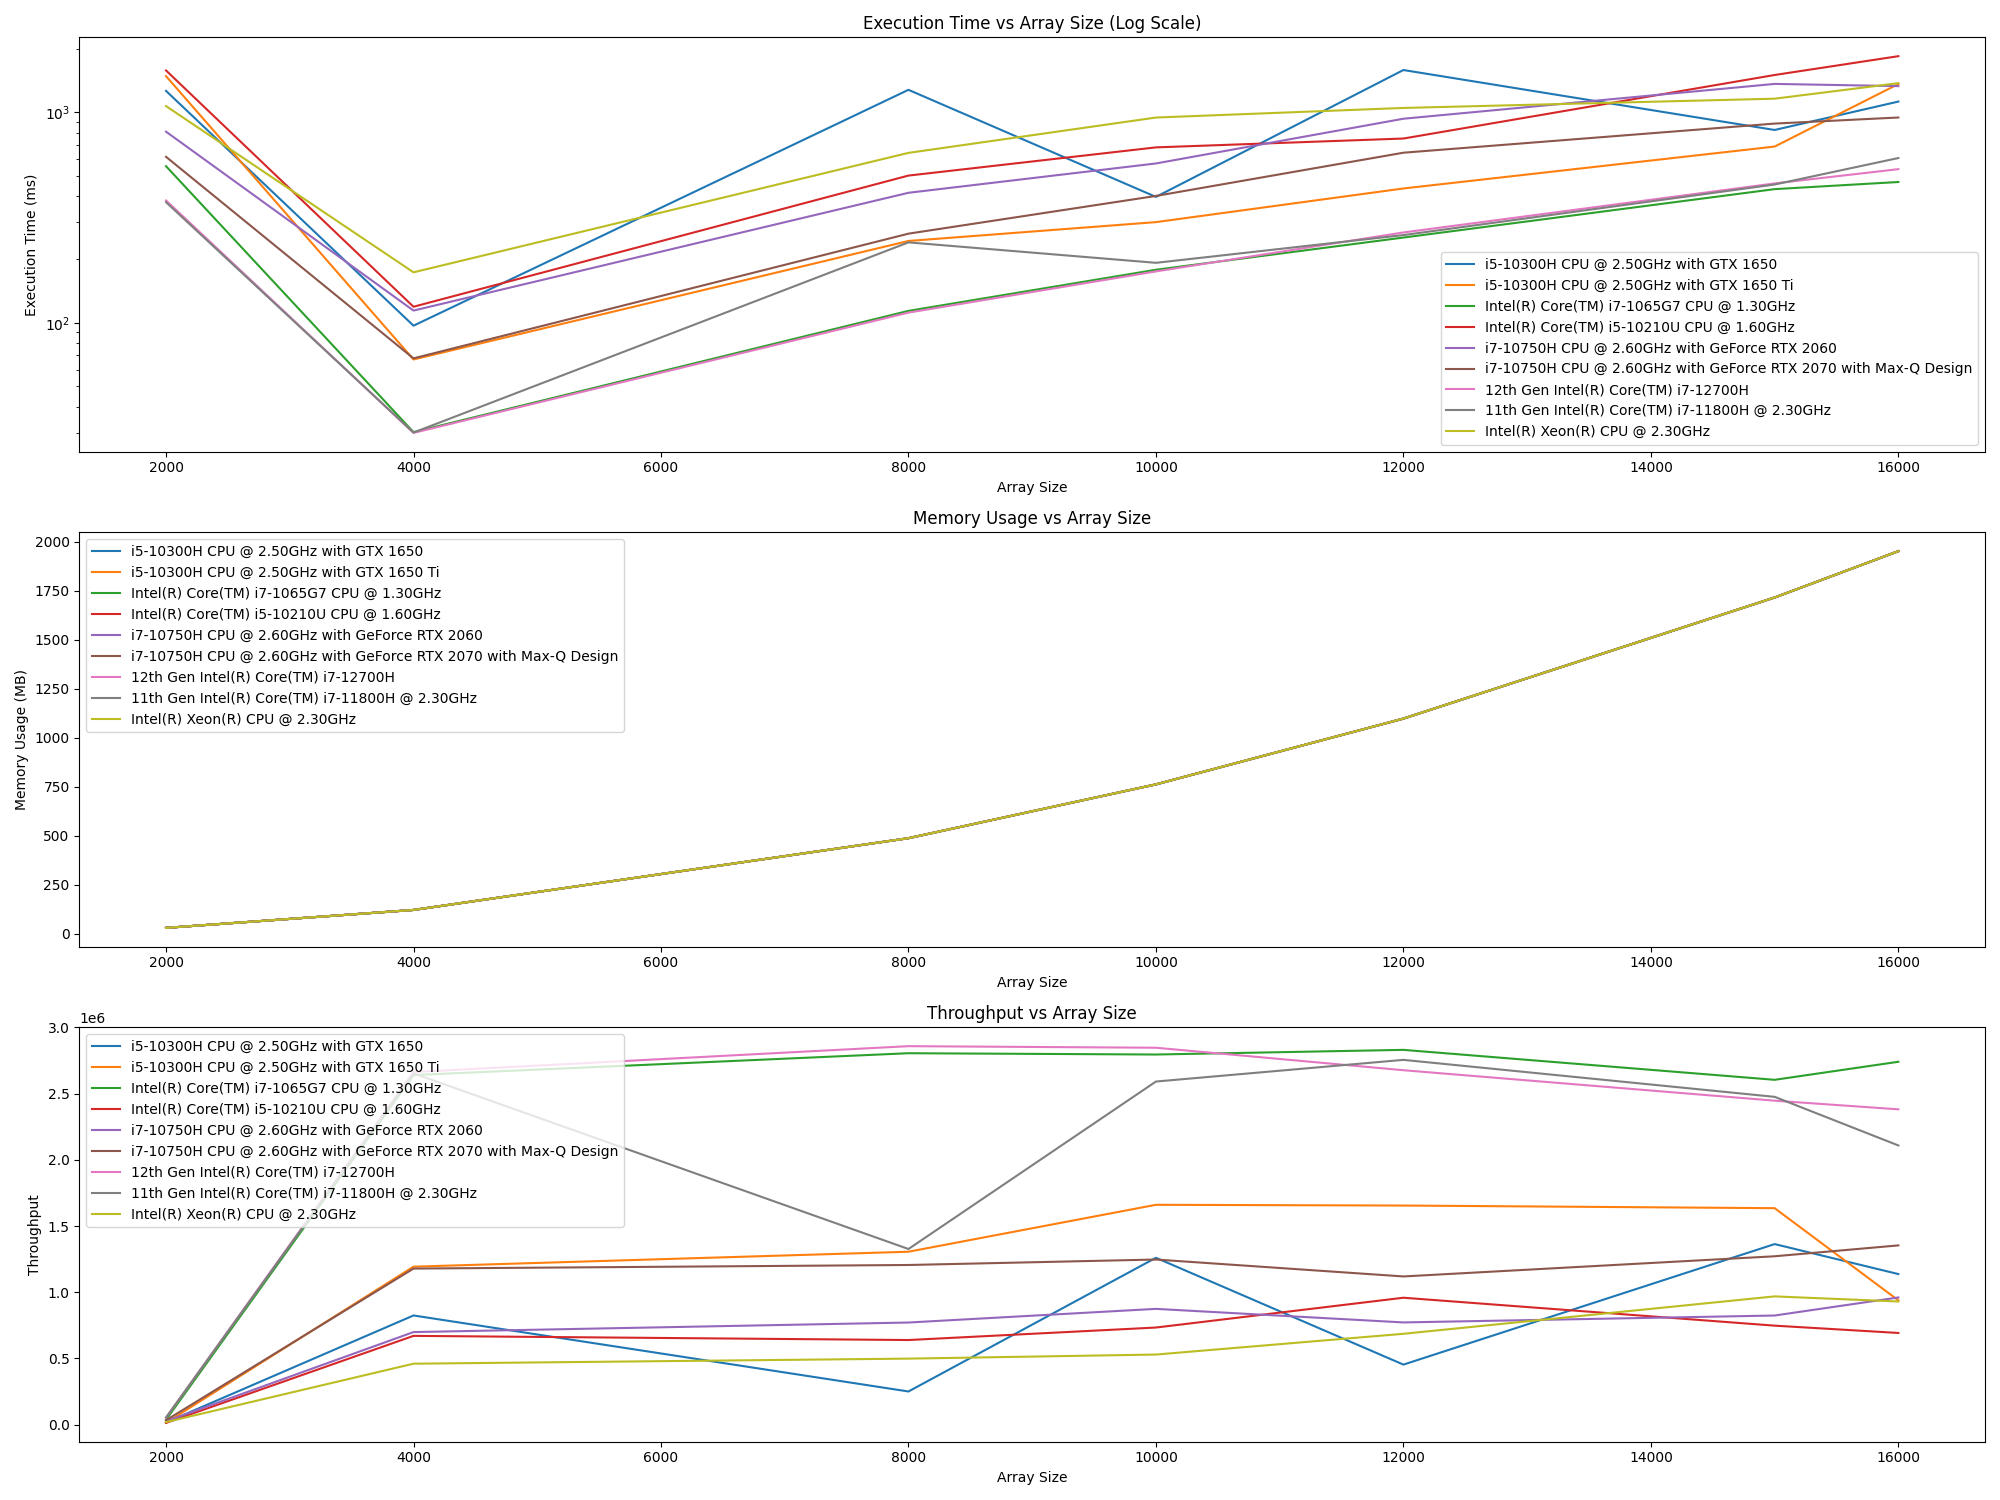 Execution Time vs Array Size (Log Scale)
Execution Time (ms)
10³
10²
i5-10300H CPU @ 2.50GHz with GTX 1650
i5-10300H CPU @ 2.50GHz with GTX 1650 Ti
Intel(R) Core(TM) i7-1065G7 CPU @ 1.30GHz
Intel(R) Core(TM) i5-10210U CPU @ 1.60GHz
i7-10750H CPU @ 2.60GHz with GeForce RTX 2060
i7-10750H CPU @ 2.60GHz with GeForce RTX 2070 with Max-Q Design
12th Gen Intel(R) Core(TM) i7-12700H
11th Gen Intel(R) Core(TM) i7-11800H @ 2.30GHz
Intel(R) Xeon(R) CPU @ 2.30GHz
2000 4000 6000 8000 10000 12000 14000 16000
Array Size
Memory Usage vs Array Size
Memory Usage (MB)
2000
1750
1500
1250
1000
750
500
250
0
i5-10300H CPU @ 2.50GHz with GTX 1650
i5-10300H CPU @ 2.50GHz with GTX 1650 Ti
Intel(R) Core(TM) i7-1065G7 CPU @ 1.30GHz
Intel(R) Core(TM) i5-10210U CPU @ 1.60GHz
i7-10750H CPU @ 2.60GHz with GeForce RTX 2060
i7-10750H CPU @ 2.60GHz with GeForce RTX 2070 with Max-Q Design
12th Gen Intel(R) Core(TM) i7-12700H
11th Gen Intel(R) Core(TM) i7-11800H @ 2.30GHz
Intel(R) Xeon(R) CPU @ 2.30GHz
2000 4000 6000 8000 10000 12000 14000 16000
Array Size
Throughput vs Array Size
1e6
Throughput
3.0
2.5
2.0
1.5
1.0
0.5
0.0
i5-10300H CPU @ 2.50GHz with GTX 1650
i5-10300H CPU @ 2.50GHz with GTX 1650 Ti
Intel(R) Core(TM) i7-1065G7 CPU @ 1.30GHz
Intel(R) Core(TM) i5-10210U CPU @ 1.60GHz
i7-10750H CPU @ 2.60GHz with GeForce RTX 2060
i7-10750H CPU @ 2.60GHz with GeForce RTX 2070 with Max-Q Design
12th Gen Intel(R) Core(TM) i7-12700H
11th Gen Intel(R) Core(TM) i7-11800H @ 2.30GHz
Intel(R) Xeon(R) CPU @ 2.30GHz
2000 4000 6000 8000 10000 12000 14000 16000
Array Size